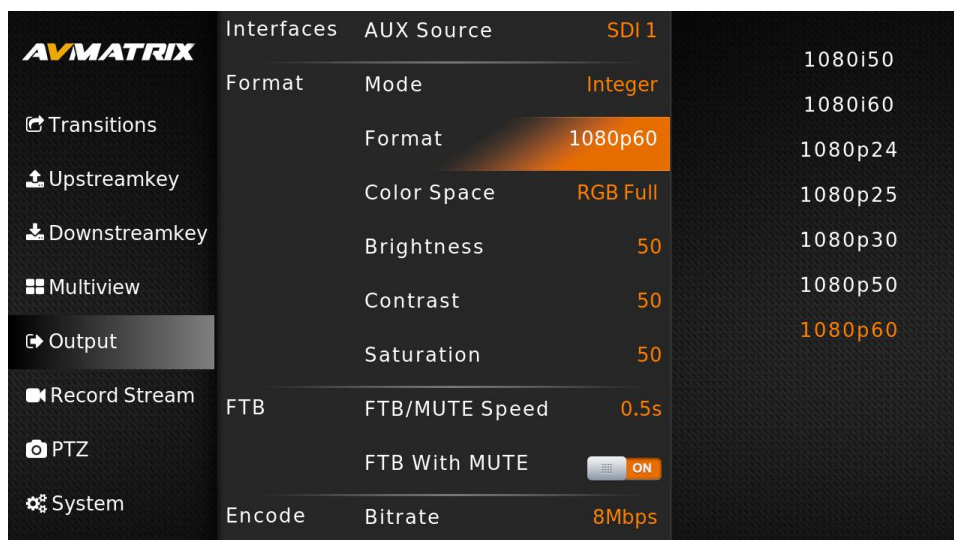 AVMATRIX
Transitions
Upstreamkey
Downstreamkey
Multiview
Output
Record Stream
PTZ
System
Interfaces AUX Source SDI 1
Format Mode Integer
Format 1080p60
Color Space RGB Full
Brightness 50
Contrast 50
Saturation 50
FTB FTB/MUTE Speed 0.5s
FTB With MUTE ON
Encode Bitrate 8Mbps
1080i50
1080i60
1080p24
1080p25
1080p30
1080p50
1080p60